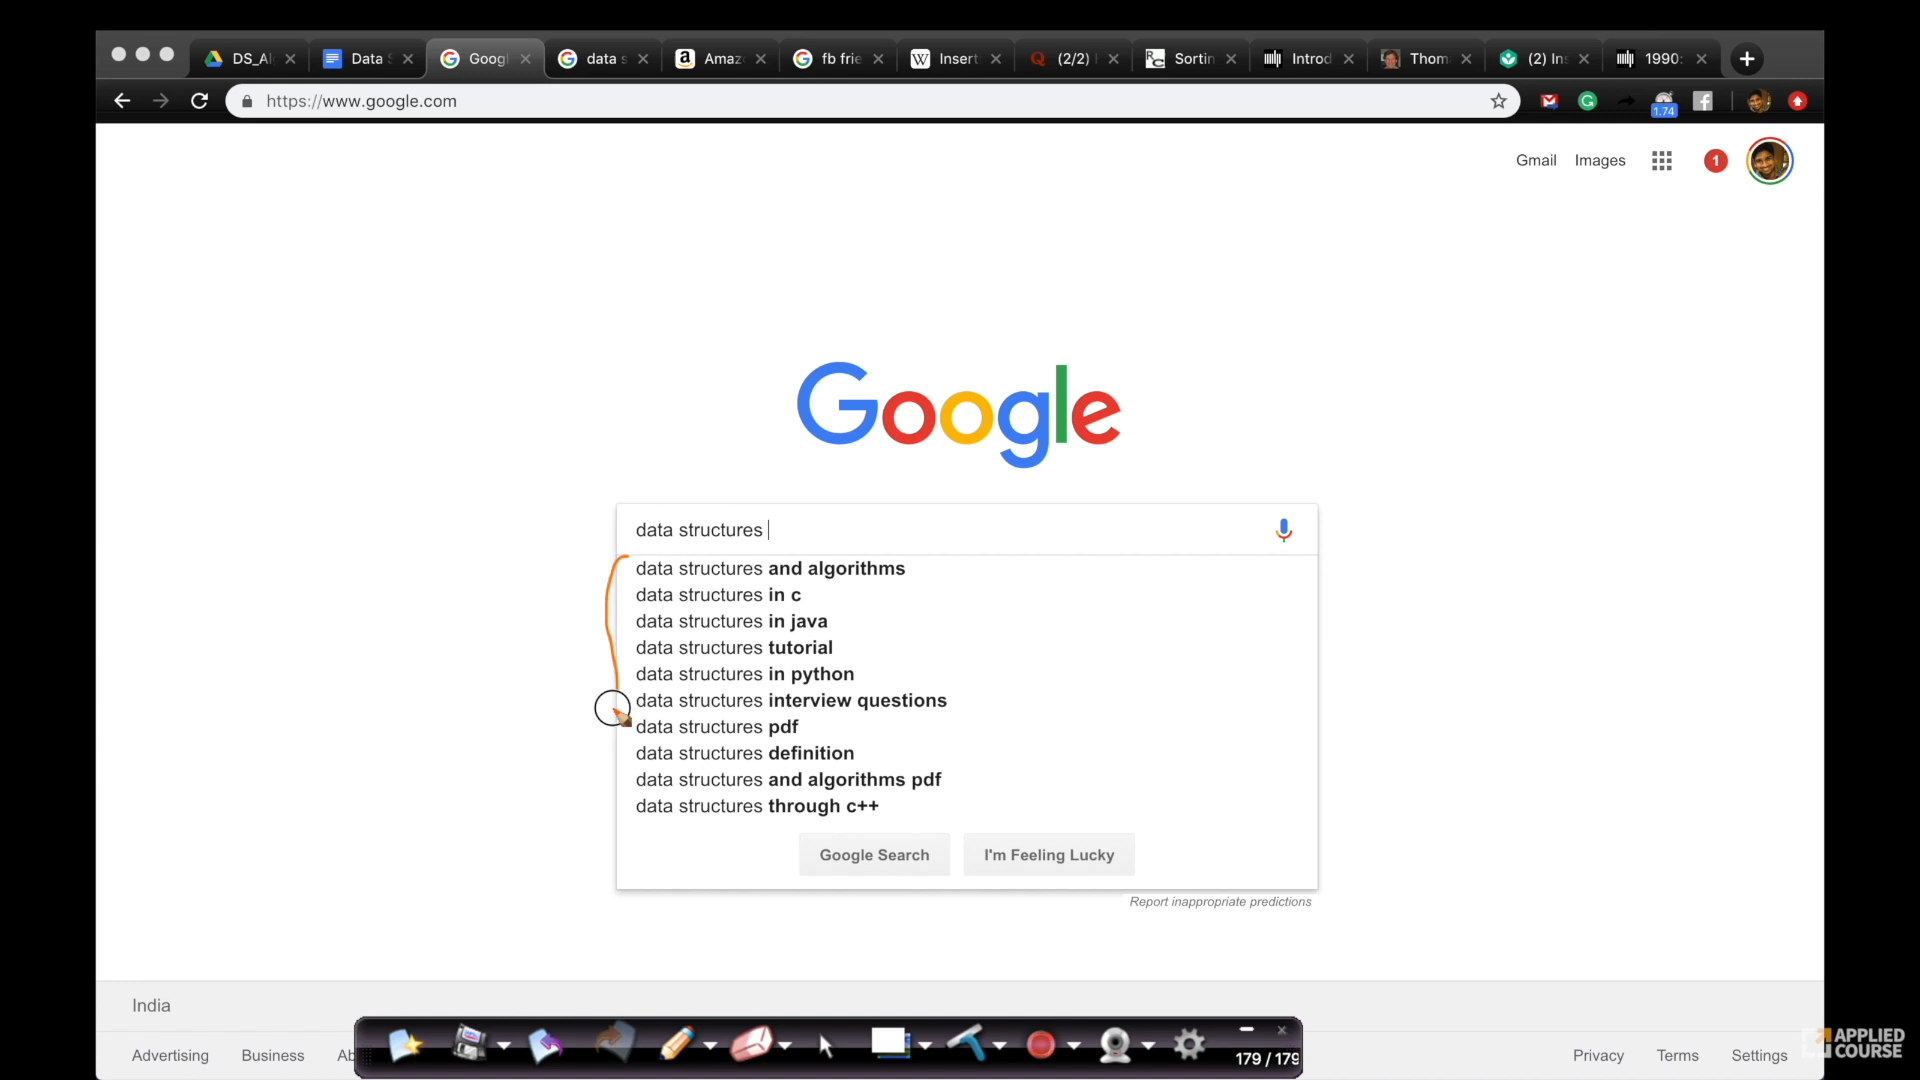 DS_Al
Data S
Googl
data s
Amaz
fb frie
Insert
(2/2)
Sortin
Introd
Thom
(2) Ins
1990:
https://www.google.com
1.74
Gmail Images 1
Google
data structures
data structures and algorithms
data structures in c
data structures in java
data structures tutorial
data structures in python
data structures interview questions
data structures pdf
data structures definition
data structures and algorithms pdf
data structures through c++
Google Search I'm Feeling Lucky
Report inappropriate predictions
India
Advertising Business Ab
179 / 179
Privacy Terms Settings
APPLIED
COURSE